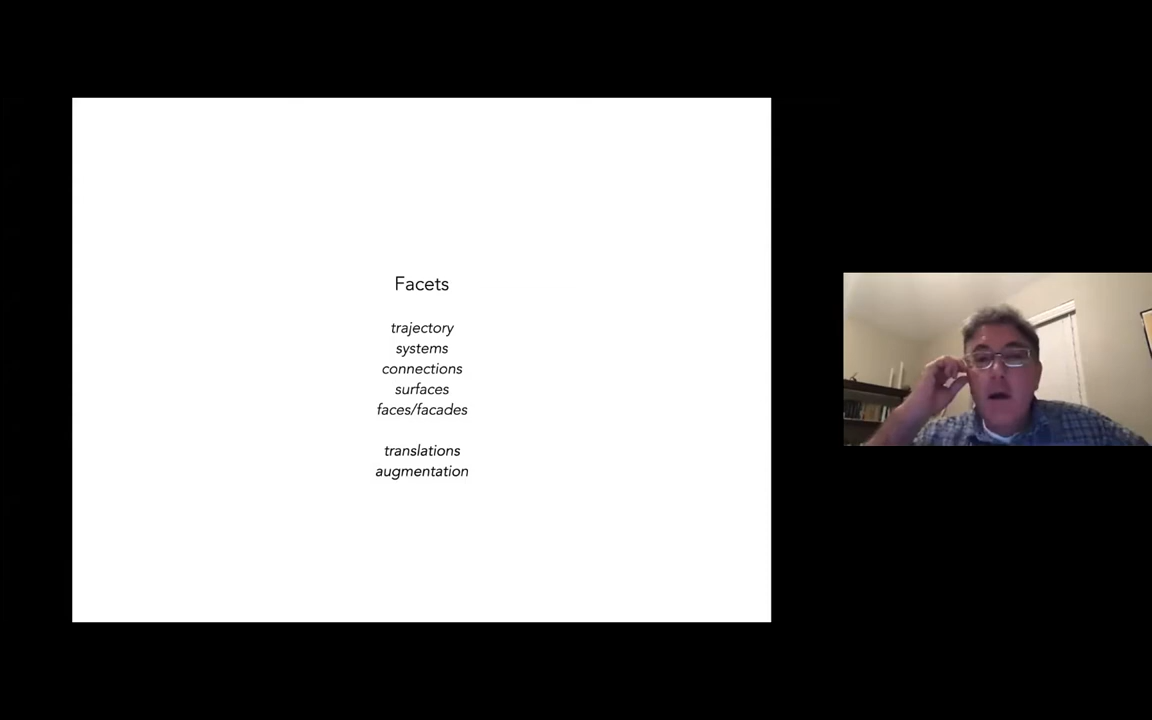 Facets
trajectory
systems
connections
surfaces
faces/facades
translations
augmentation